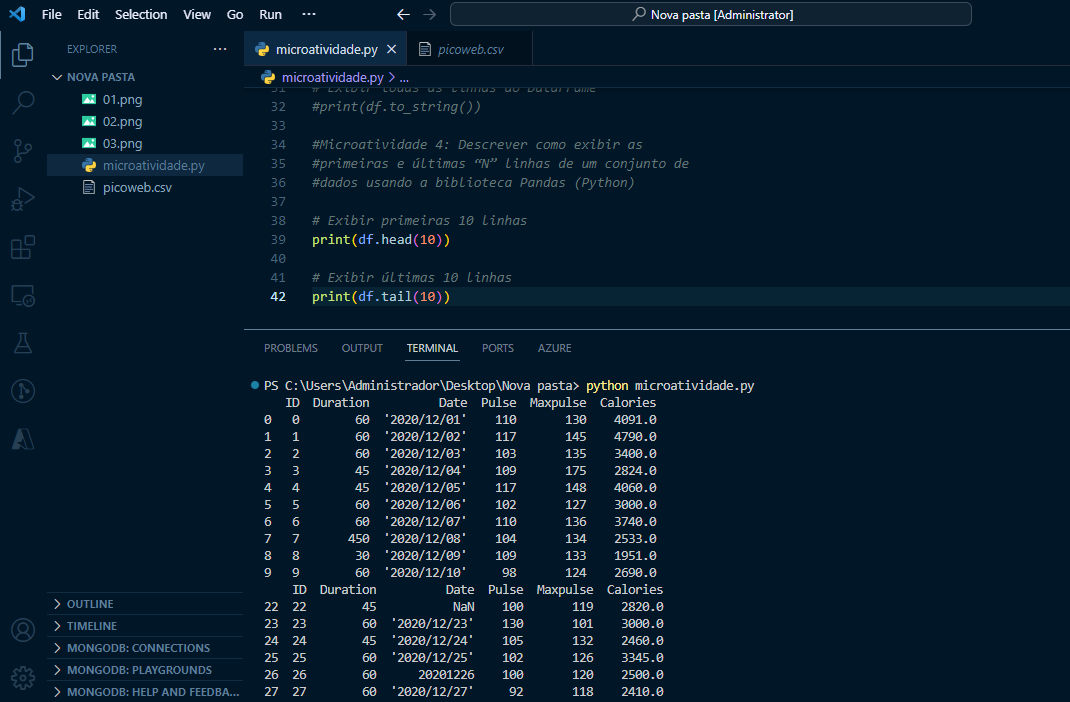 File Edit Selection View Go Run ··· ← → Nova pasta [Administrator]
EXPLORER ···
NOVA PASTA
01.png
02.png
03.png
microatividade.py
picoweb.csv
microatividade.py × picoweb.csv
microatividade.py > ...
31 # Exibir todas as linhas do DataFrame
32 #print(df.to_string())
33
34 #Microatividade 4: Descrever como exibir as
35 #primeiras e últimas “N” linhas de um conjunto de
36 #dados usando a biblioteca Pandas (Python)
37
38 # Exibir primeiras 10 linhas
39 print(df.head(10))
40
41 # Exibir últimas 10 linhas
42 print(df.tail(10))
PROBLEMS OUTPUT TERMINAL PORTS AZURE
PS C:\Users\Administrador\Desktop\Nova pasta> python microatividade.py
ID Duration Date Pulse Maxpulse Calories
0 0 60 '2020/12/01' 110 130 4091.0
1 1 60 '2020/12/02' 117 145 4790.0
2 2 60 '2020/12/03' 103 135 3400.0
3 3 45 '2020/12/04' 109 175 2824.0
4 4 45 '2020/12/05' 117 148 4060.0
5 5 60 '2020/12/06' 102 127 3000.0
6 6 60 '2020/12/07' 110 136 3740.0
7 7 450 '2020/12/08' 104 134 2533.0
8 8 30 '2020/12/09' 109 133 1951.0
9 9 60 '2020/12/10' 98 124 2690.0
ID Duration Date Pulse Maxpulse Calories
22 22 45 NaN 100 119 2820.0
23 23 60 '2020/12/23' 130 101 3000.0
24 24 45 '2020/12/24' 105 132 2460.0
25 25 60 '2020/12/25' 102 126 3345.0
26 26 60 20201226 100 120 2500.0
27 27 60 '2020/12/27' 92 118 2410.0
OUTLINE
TIMELINE
MONGODB: CONNECTIONS
MONGODB: PLAYGROUNDS
MONGODB: HELP AND FEEDBA...